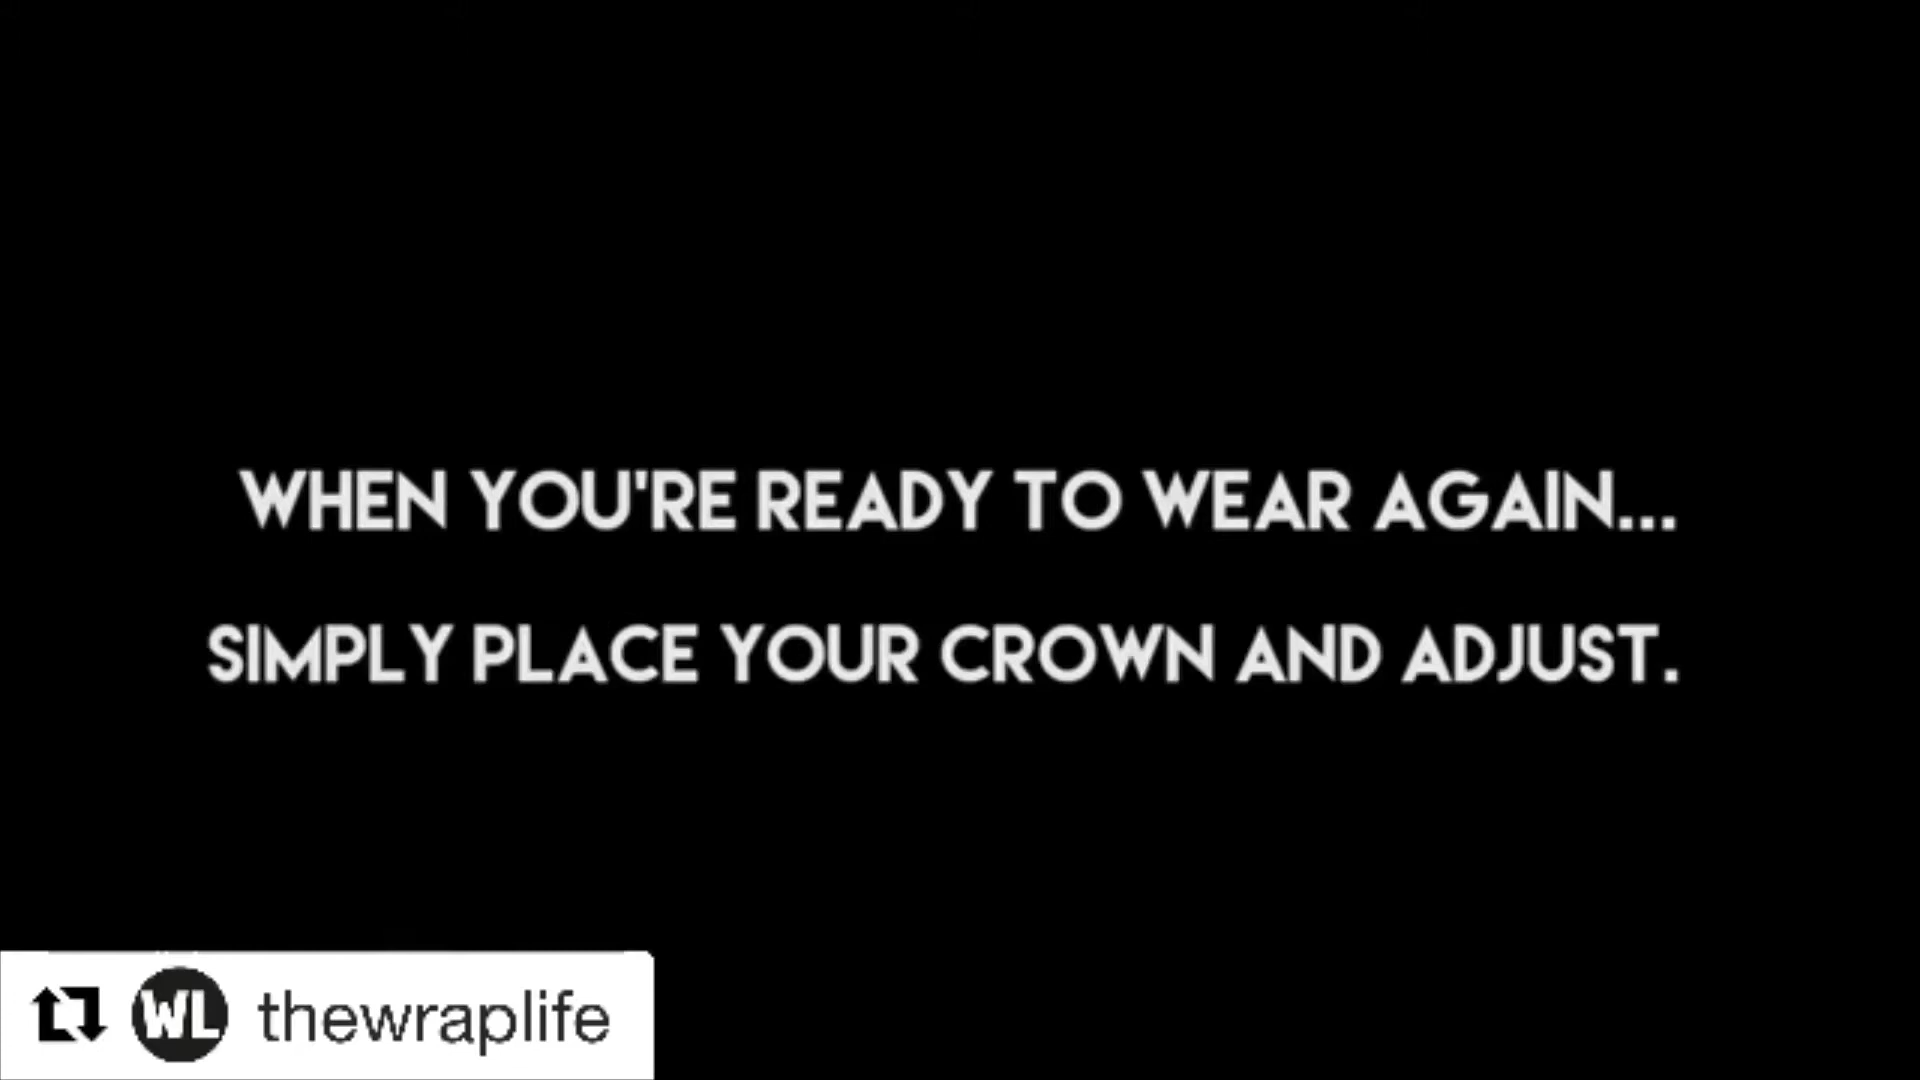 WHEN YOU'RE READY TO WEAR AGAIN...
SIMPLY PLACE YOUR CROWN AND ADJUST.
WL thewraplife